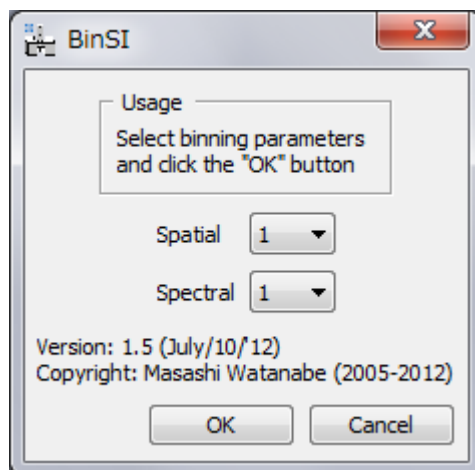 BinSI
Usage
Select binning parameters
and click the "OK" button
Spatial 1
Spectral 1
Version: 1.5 (July/10/'12)
Copyright: Masashi Watanabe (2005-2012)
OK Cancel